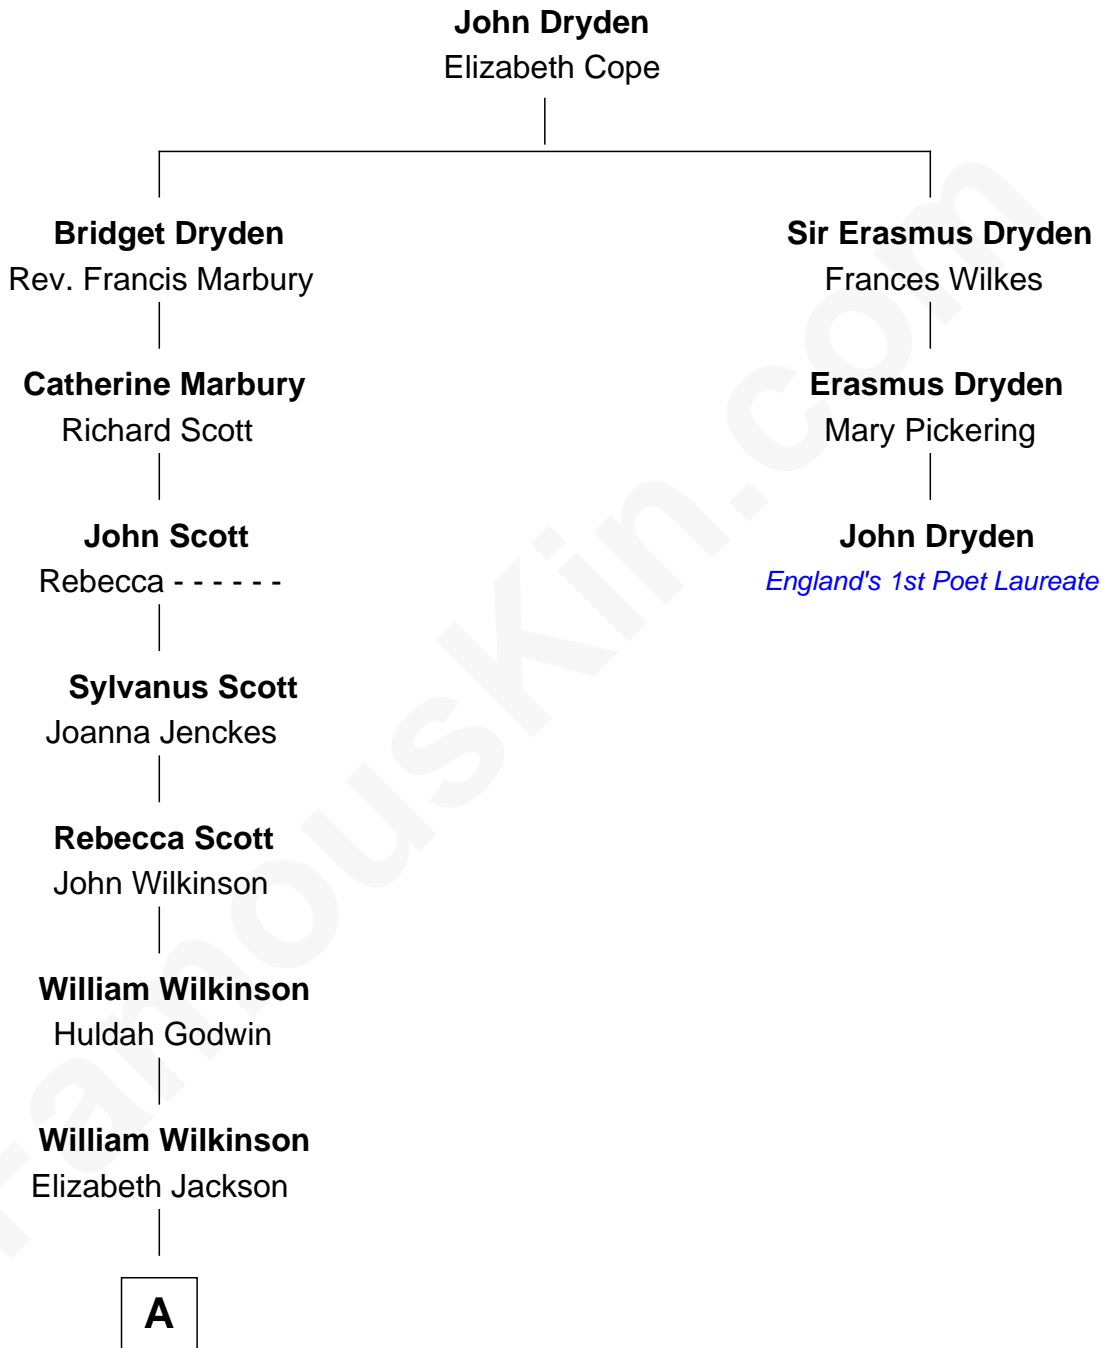 John Dryden
Elizabeth Cope
Bridget Dryden
Rev. Francis Marbury
Sir Erasmus Dryden
Frances Wilkes
Catherine Marbury
Richard Scott
Erasmus Dryden
Mary Pickering
John Scott
Rebecca - - - - - -
John Dryden
England's 1st Poet Laureate
Sylvanus Scott
Joanna Jenckes
Rebecca Scott
John Wilkinson
William Wilkinson
Huldah Godwin
William Wilkinson
Elizabeth Jackson
A
FamousKin.com